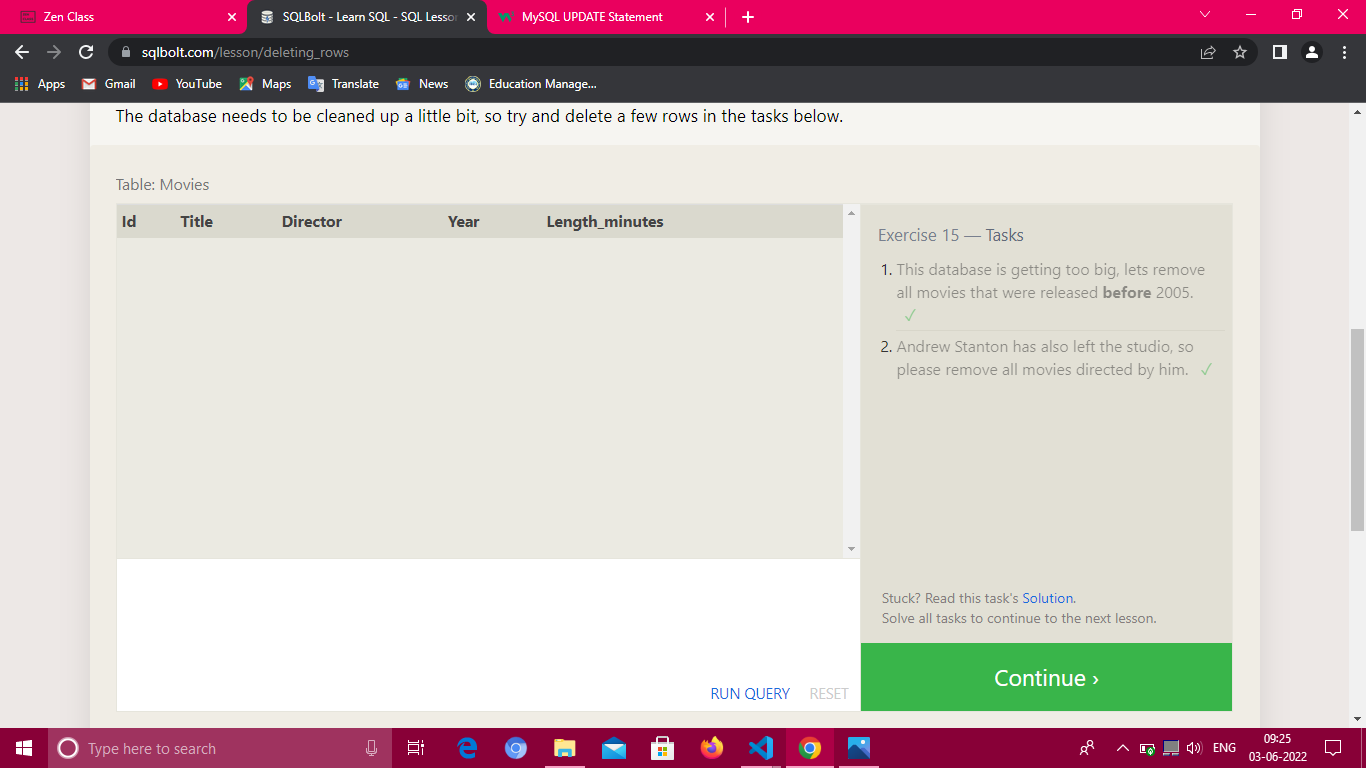 Zen Class
SQLBolt - Learn SQL - SQL Lesson
MySQL UPDATE Statement
sqlbolt.com/lesson/deleting_rows
Apps Gmail YouTube Maps Translate News Education Manage...
The database needs to be cleaned up a little bit, so try and delete a few rows in the tasks below.
Table: Movies
Id Title Director Year Length_minutes
Exercise 15 — Tasks
1. This database is getting too big, lets remove
all movies that were released before 2005.
✓
2. Andrew Stanton has also left the studio, so
please remove all movies directed by him. ✓
Stuck? Read this task's Solution.
Solve all tasks to continue to the next lesson.
RUN QUERY RESET
Continue ›
Type here to search
ENG
09:25
03-06-2022